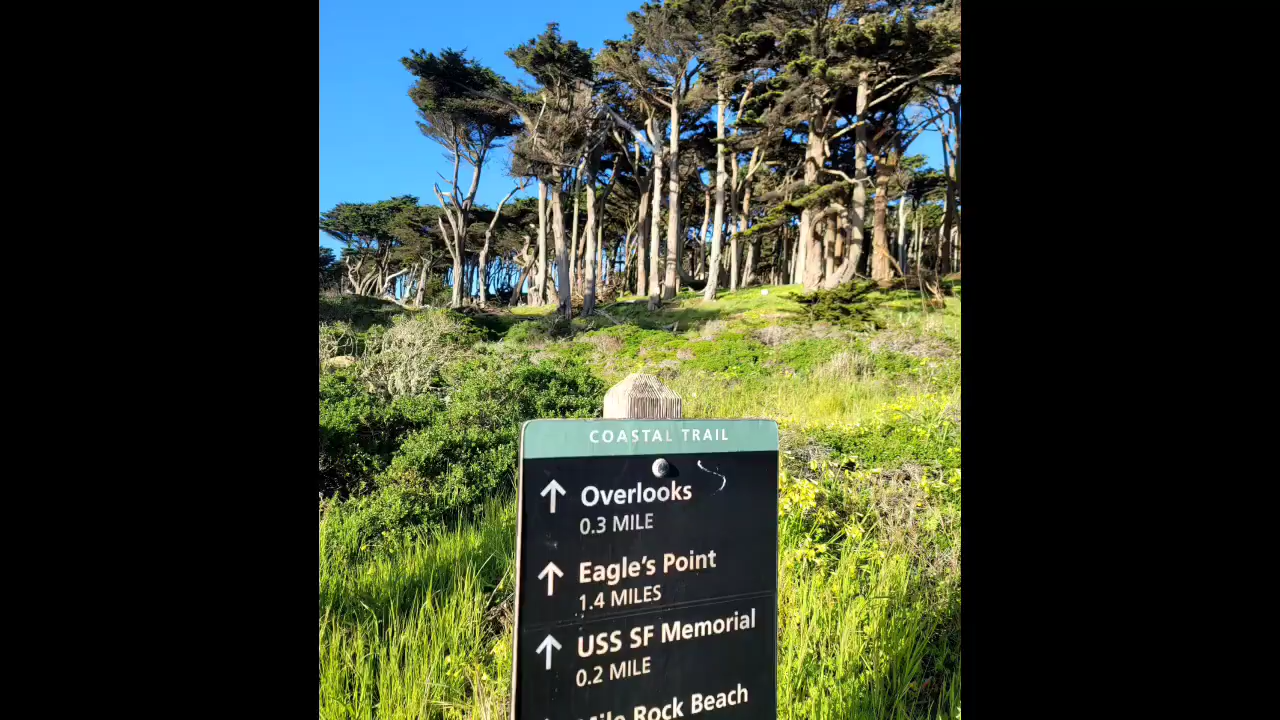 COASTAL TRAIL
↑ Overlooks
0.3 MILE
↑ Eagle's Point
1.4 MILES
↑ USS SF Memorial
0.2 MILE
Mile Rock Beach